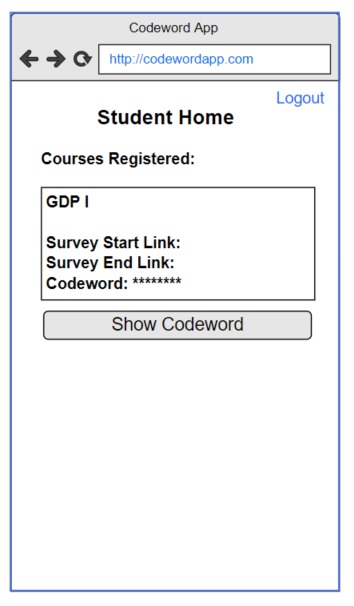 Codeword App
http://codewordapp.com
Logout
Student Home
Courses Registered:
GDP I
Survey Start Link:
Survey End Link:
Codeword: ********
Show Codeword